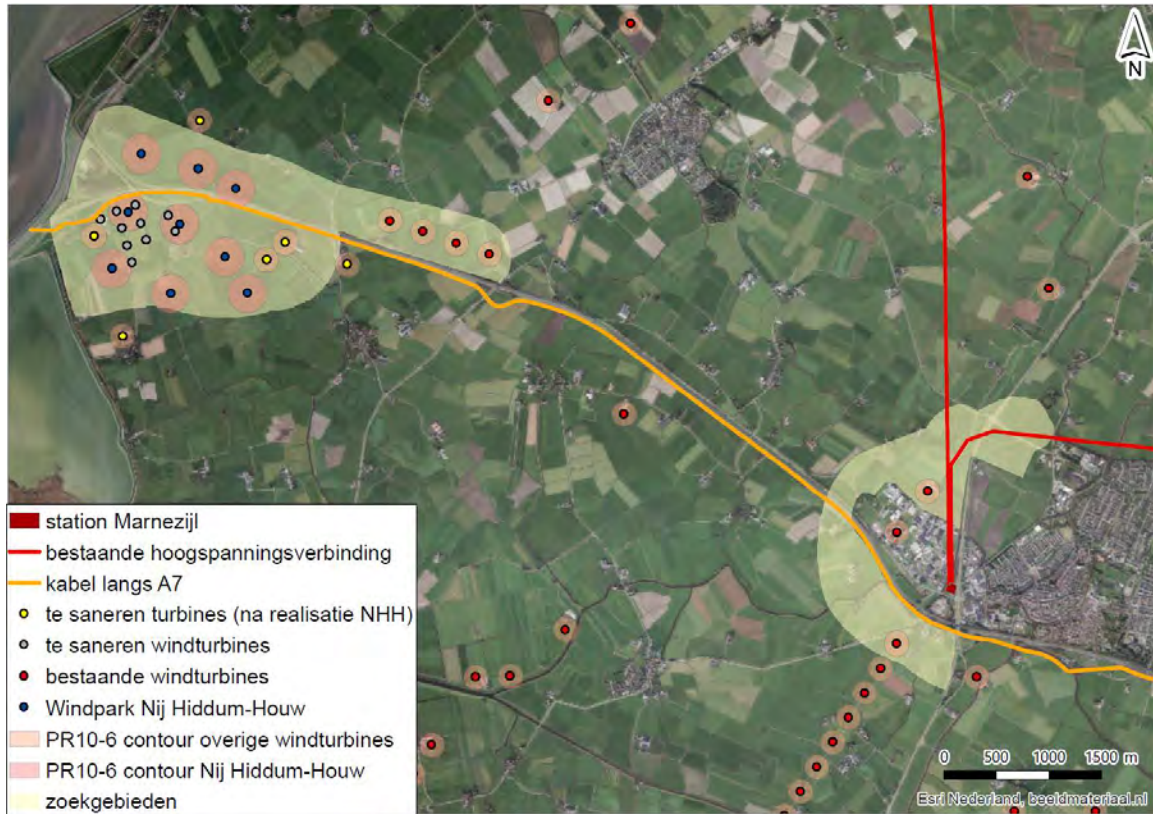 N
station Marnezijl
bestaande hoogspanningsverbinding
kabel langs A7
te saneren turbines (na realisatie NHH)
te saneren windturbines
bestaande windturbines
Windpark Nij Hiddum-Houw
PR10-6 contour overige windturbines
PR10-6 contour Nij Hiddum-Houw
zoekgebieden
0 500 1000 1500 m
Esri Nederland, beeldmateriaal.nl